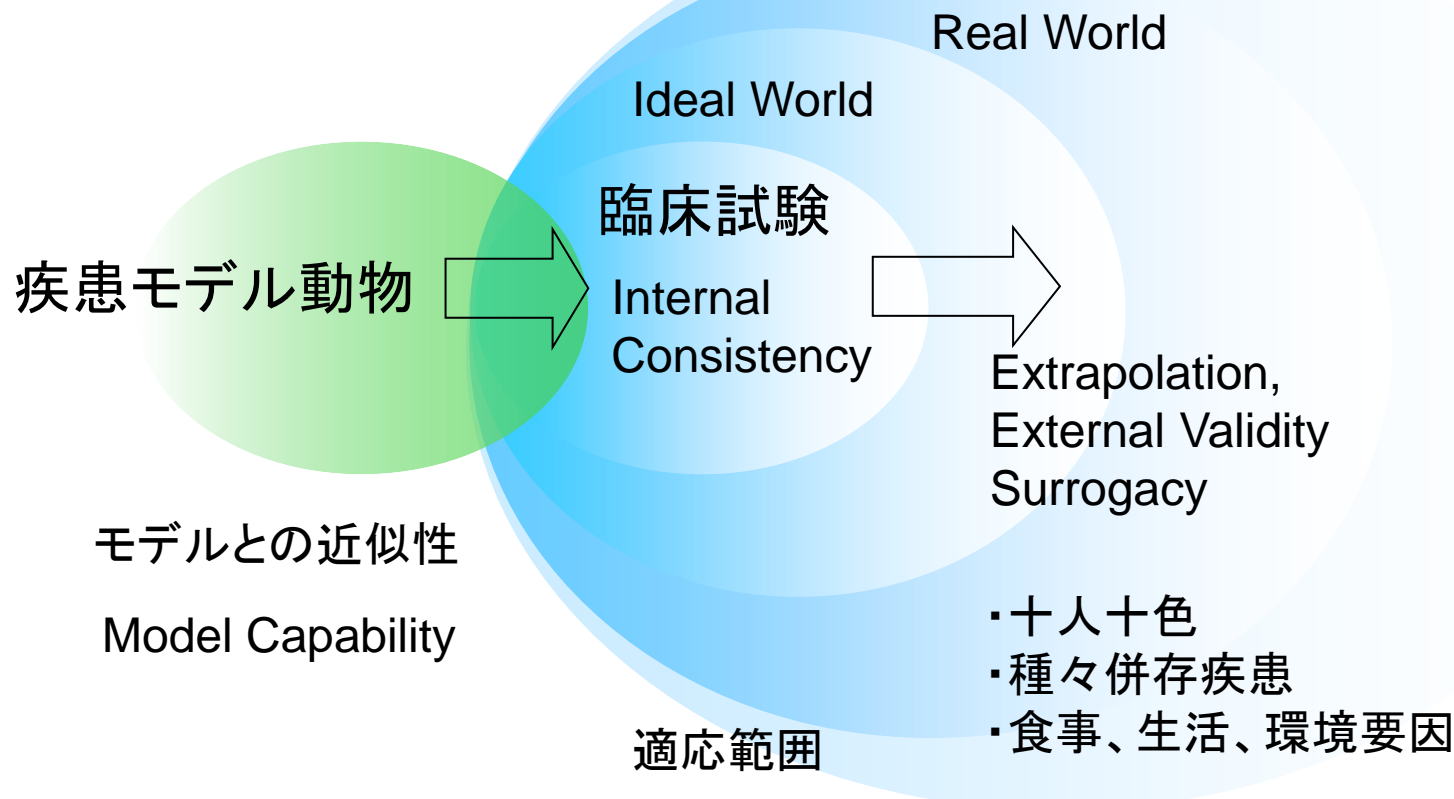 Real World
Ideal World
臨床試験
疾患モデル動物
Internal
Consistency
Extrapolation,
External Validity
Surrogacy
モデルとの近似性
Model Capability
・十人十色
・種々併存疾患
・食事、生活、環境要因
適応範囲